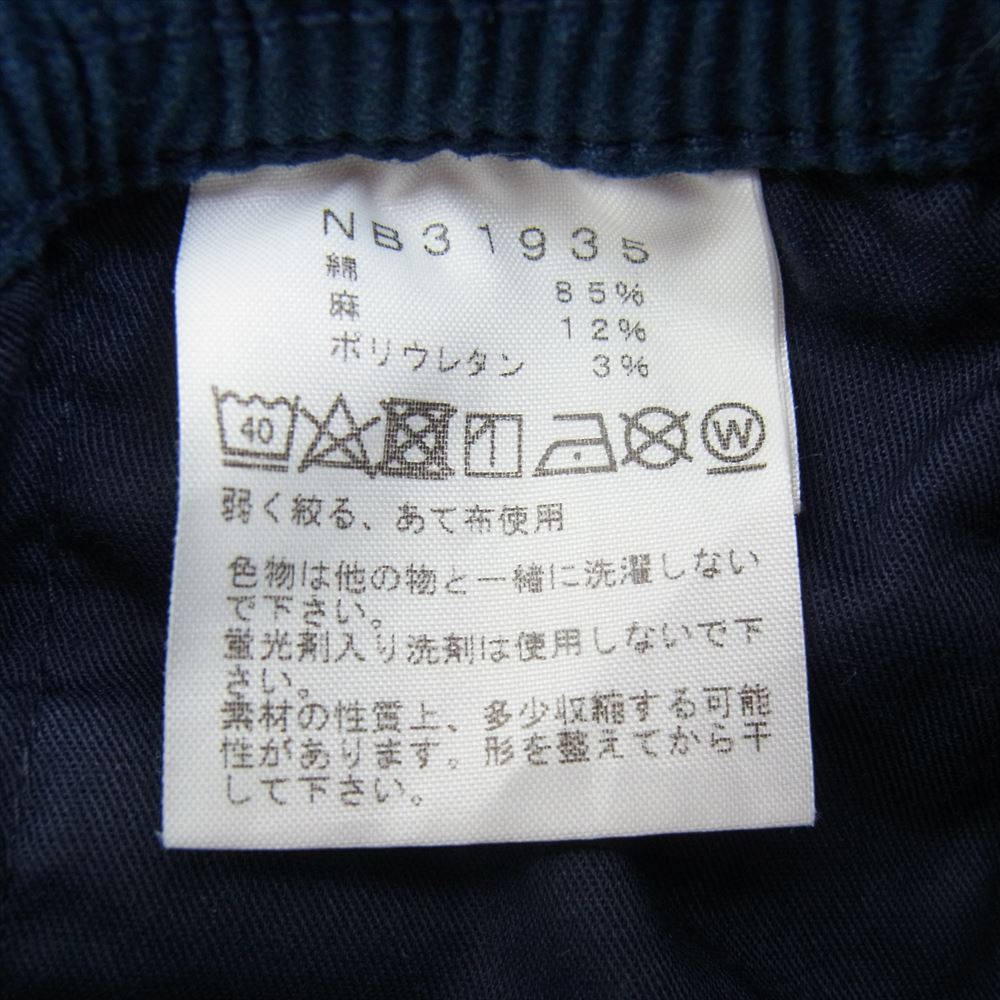 NB31935
綿 85%
麻 12%
ポリウレタン 3%
40 W
弱く絞る、あて布使用
色物は他の物と一緒に洗濯しない
で下さい。
蛍光剤入り洗剤は使用しないで下
さい。
素材の性質上、多少収縮する可能
性があります。形を整えてから干
して下さい。